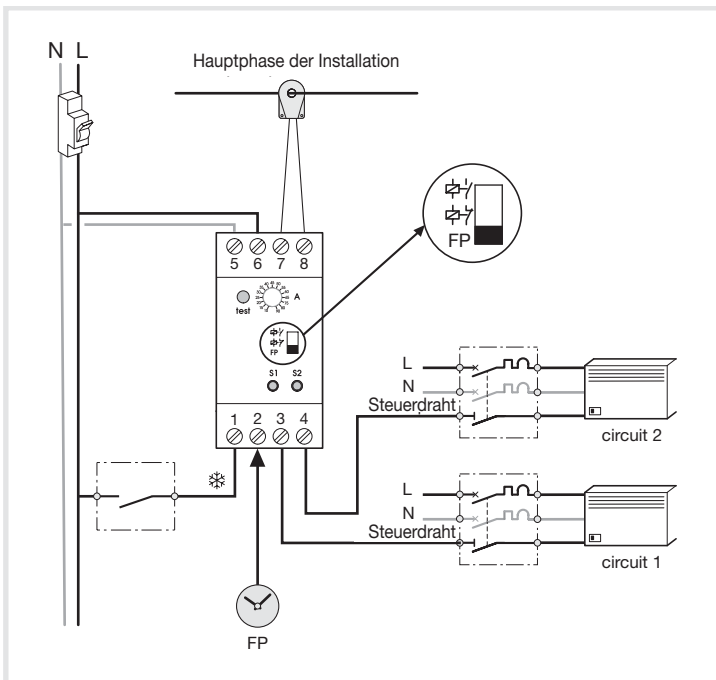 N L
Hauptphase der Installation
FP
5 6 7 8
test
A
FP
S1 S2
1 2 3 4
L
N
Steuerdraht
circuit 2
L
N
Steuerdraht
circuit 1
FP